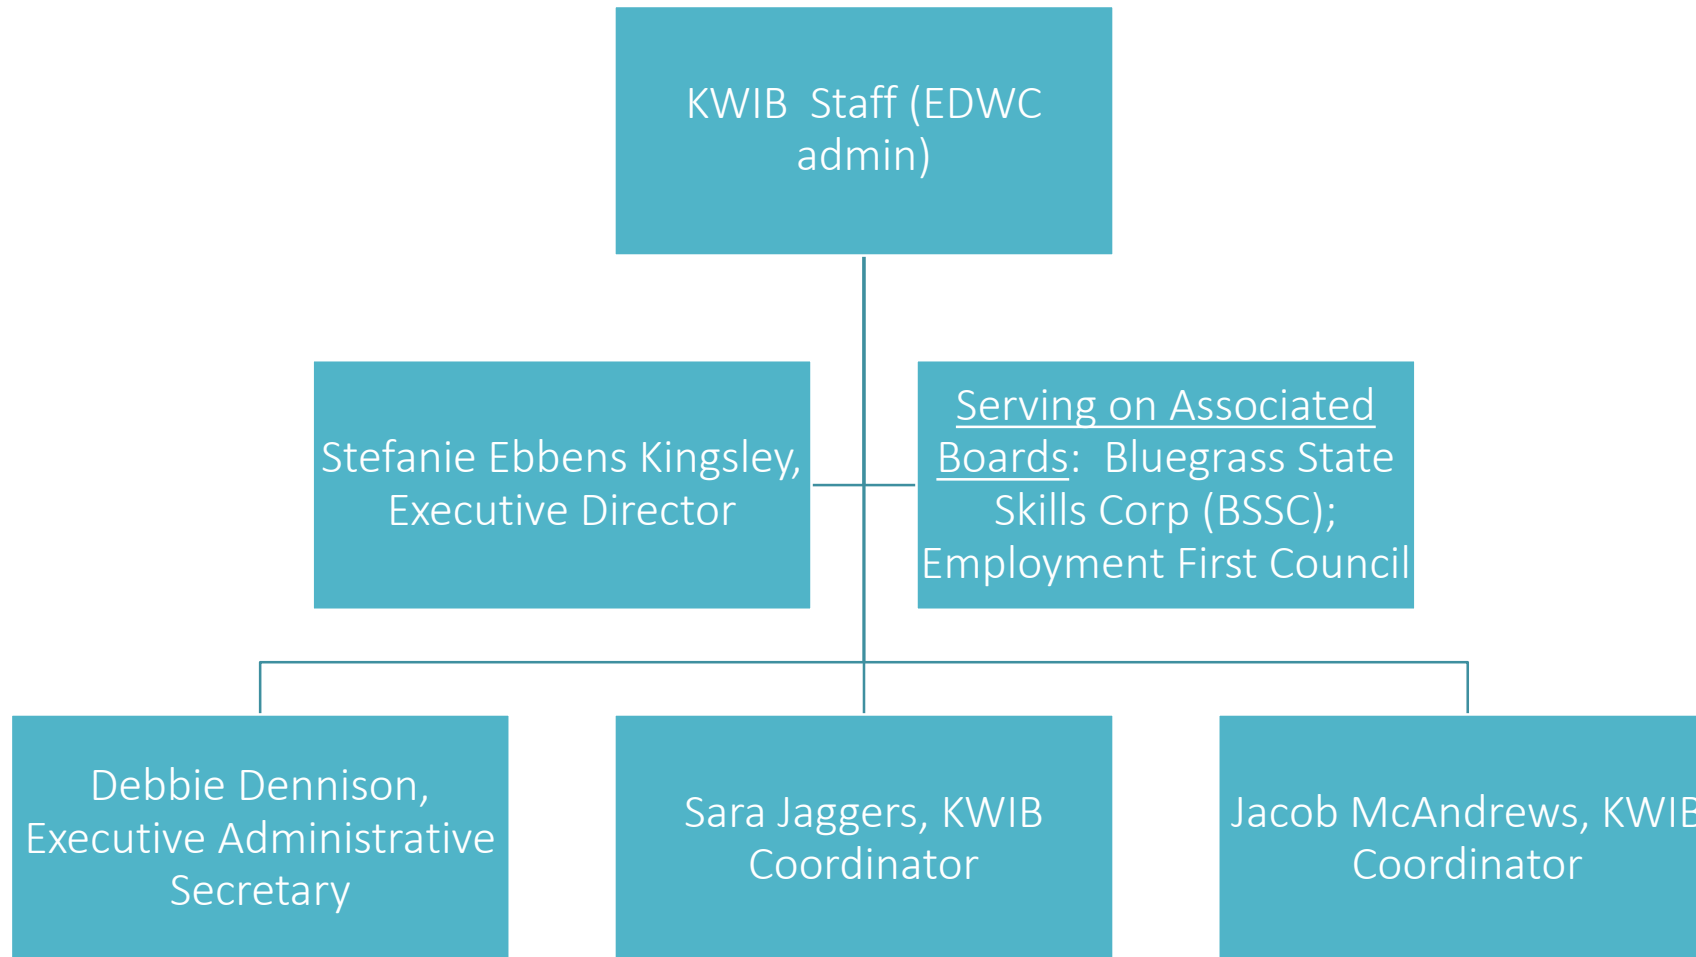 KWIB  Staff (EDWC
admin)
Stefanie Ebbens Kingsley,
Executive Director
Serving on Associated
Boards:  Bluegrass State
Skills Corp (BSSC);
Employment First Council
Debbie Dennison,
Executive Administrative
Secretary
Sara Jaggers, KWIB
Coordinator
Jacob McAndrews, KWIB
Coordinator